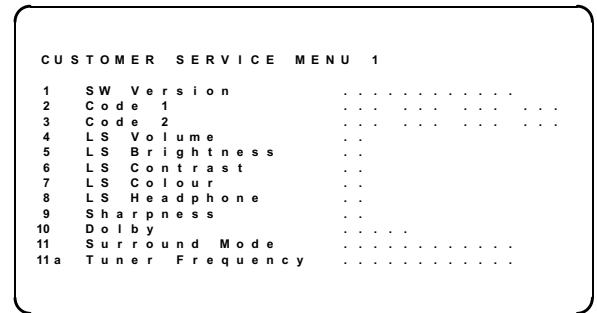 CUSTOMER SERVICE MENU 1
1 SW Version . . . . . . . . . . . .
2 Code 1 . . . . . . . . . . . .
3 Code 2 . . . . . . . . . . . .
4 LS Volume . .
5 LS Brightness . .
6 LS Contrast . .
7 LS Colour . .
8 LS Headphone . .
9 Sharpness . .
10 Dolby . . . . .
11 Surround Mode . . . . . . . . . . . .
11a Tuner Frequency . . . . . . . . . . . .